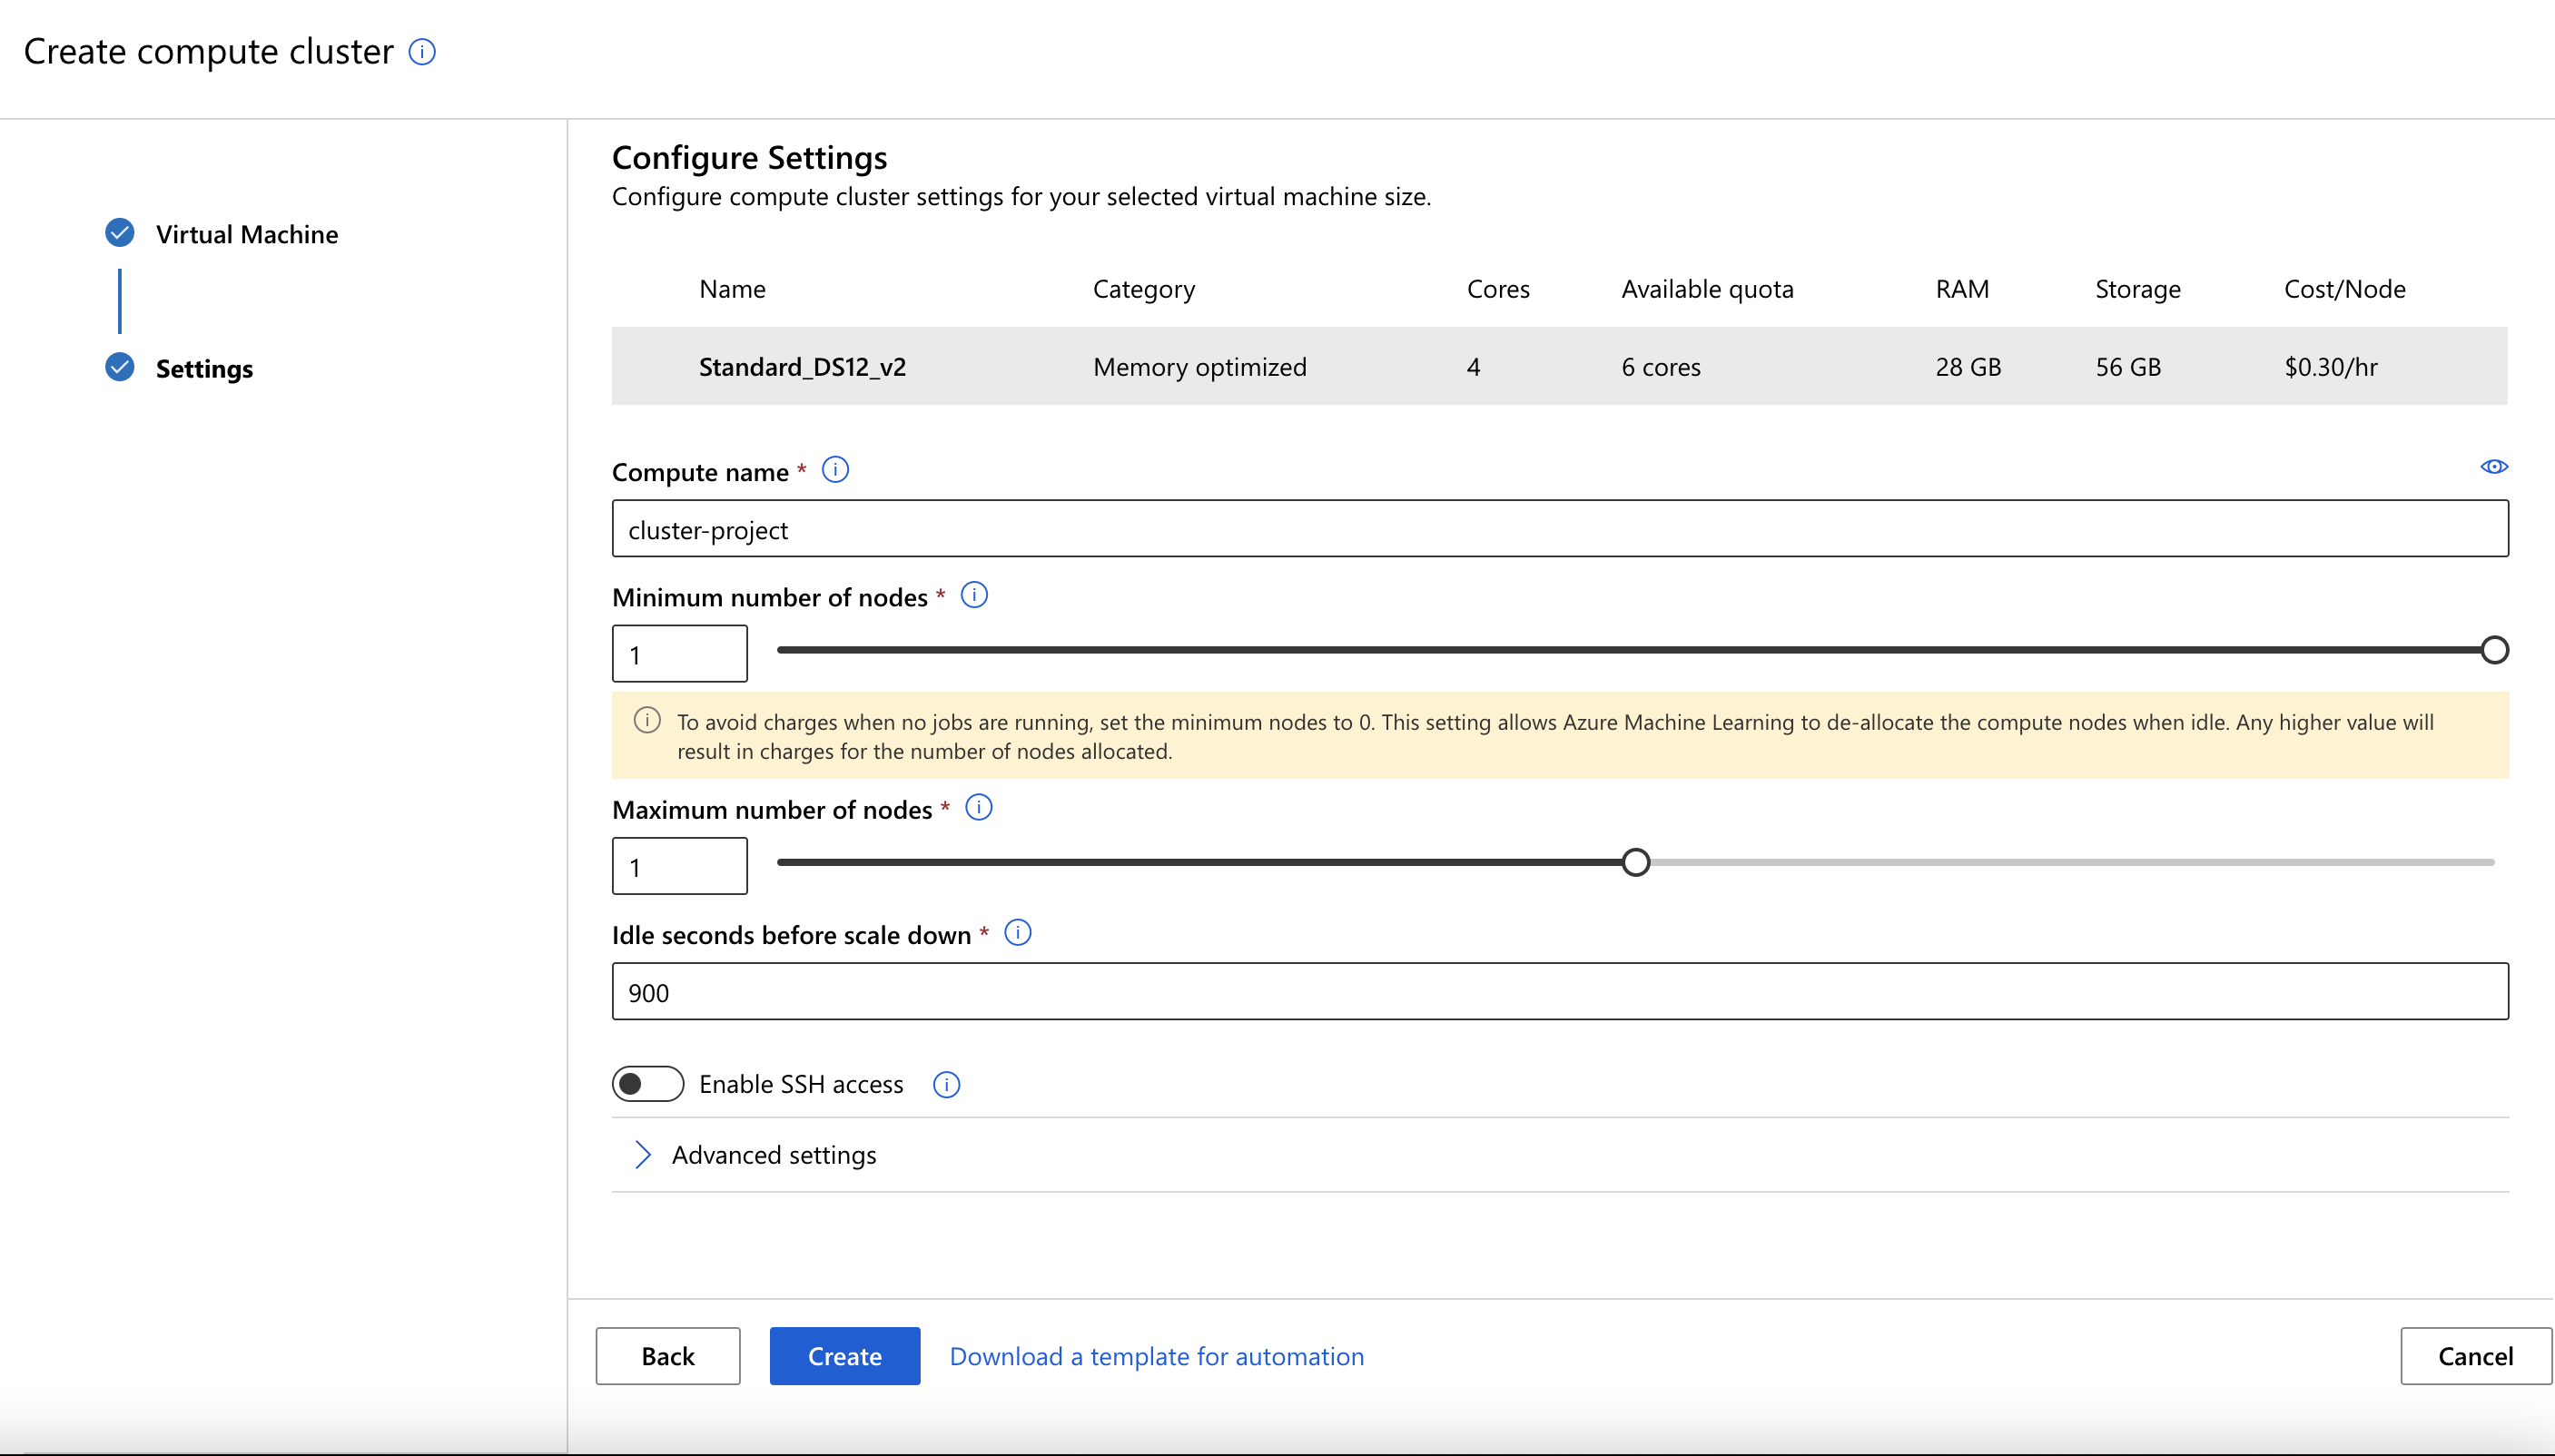 Create compute cluster
Virtual Machine
Settings
Configure Settings
Configure compute cluster settings for your selected virtual machine size.
Name Category Cores Available quota RAM Storage Cost/Node
Standard_DS12_v2 Memory optimized 4 6 cores 28 GB 56 GB $0.30/hr
Compute name *
cluster-project
Minimum number of nodes *
1
To avoid charges when no jobs are running, set the minimum nodes to 0. This setting allows Azure Machine Learning to de-allocate the compute nodes when idle. Any higher value will
result in charges for the number of nodes allocated.
Maximum number of nodes *
1
Idle seconds before scale down *
900
Enable SSH access
Advanced settings
Back Create Download a template for automation Cancel